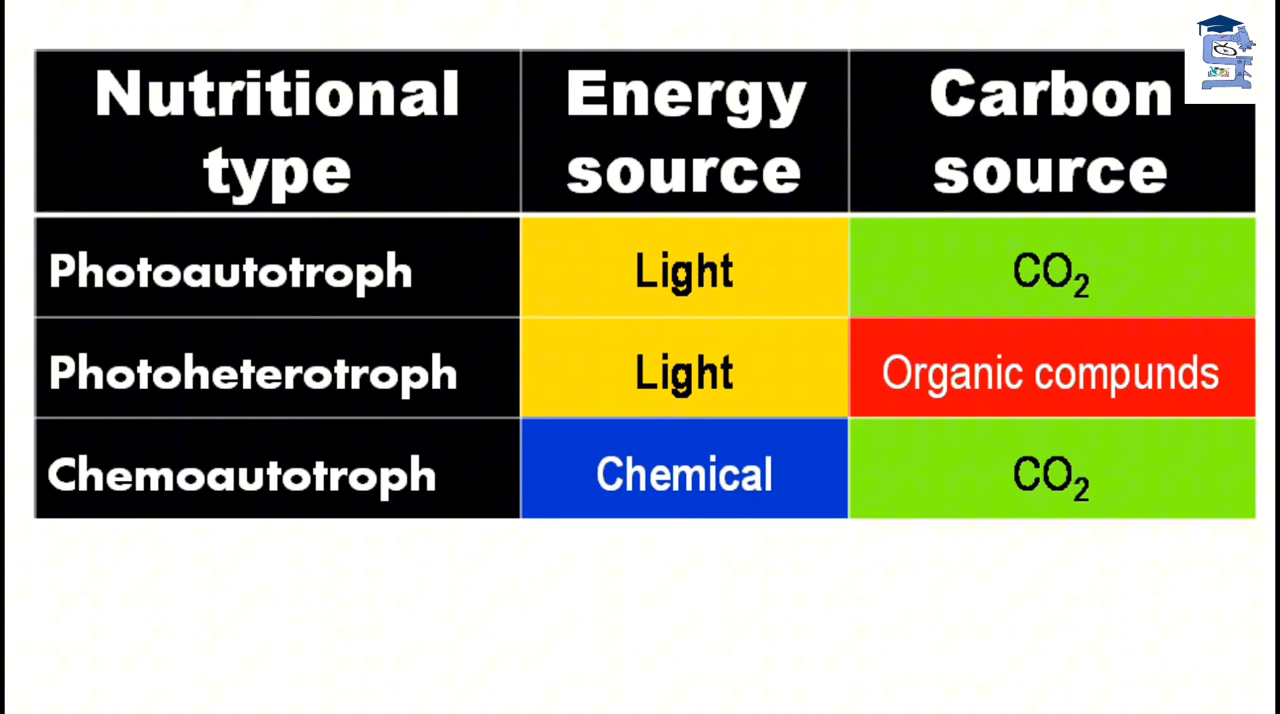 Nutritional type
Energy source
Carbon source
Photoautotroph
Light
CO₂
Photoheterotroph
Light
Organic compunds
Chemoautotroph
Chemical
CO₂